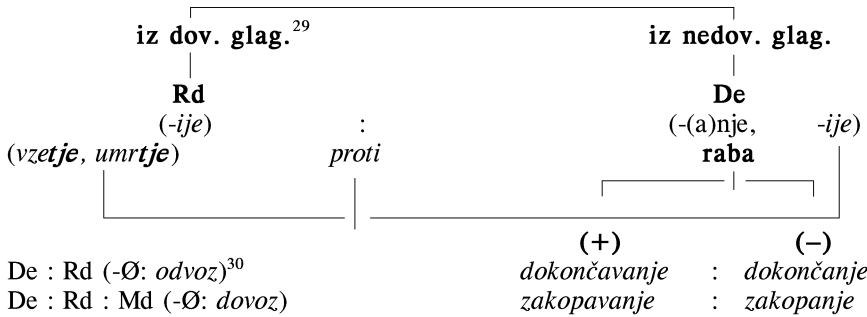 iz dov. glag.²⁹ iz nedov. glag.
Rd De
(-ije) : (-(a)nje, -ije)
(vzetje, umrtje) proti raba
(+) (–)
De : Rd (-Ø: odvoz)³⁰ dokončavanje : dokončanje
De : Rd : Md (-Ø: dovoz) zakopavanje : zakopanje